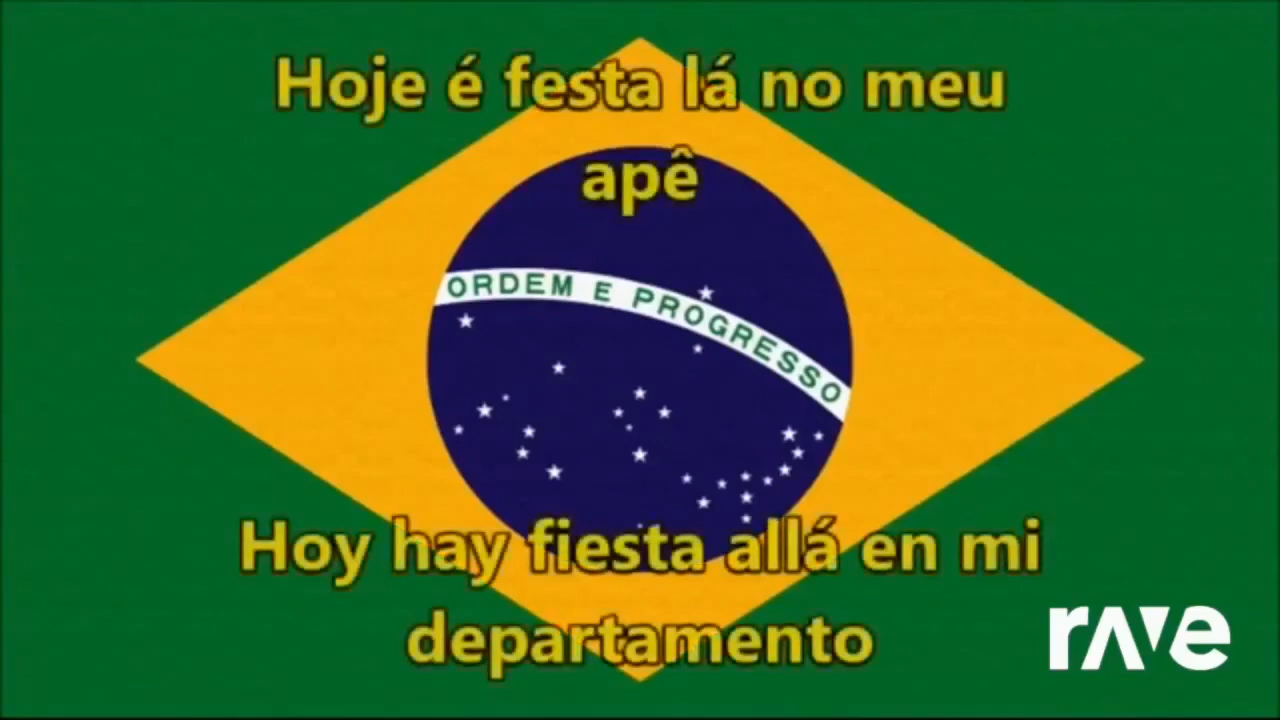 Hoje é festa lá no meu
apê
ORDEM E PROGRESSO
Hoy hay fiesta allá en mi
departamento
rave